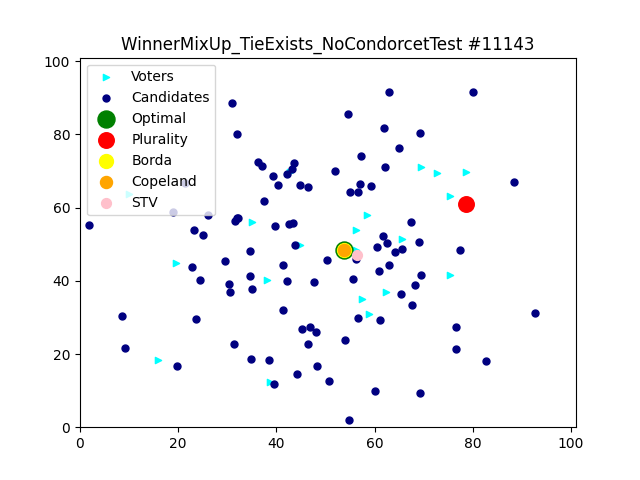 WinnerMixUp_TieExists_NoCondorcetTest #11143
100
80
60
40
20
0
0 20 40 60 80 100
Voters
Candidates
Optimal
Plurality
Borda
Copeland
STV